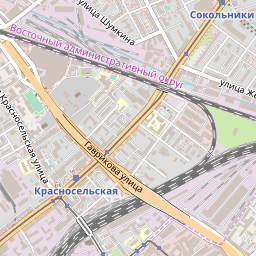 Сокольники
улица Шумкина
Восточный административный округ
улица Же
Красносельская улица
Гаврикова улица
Красносельская